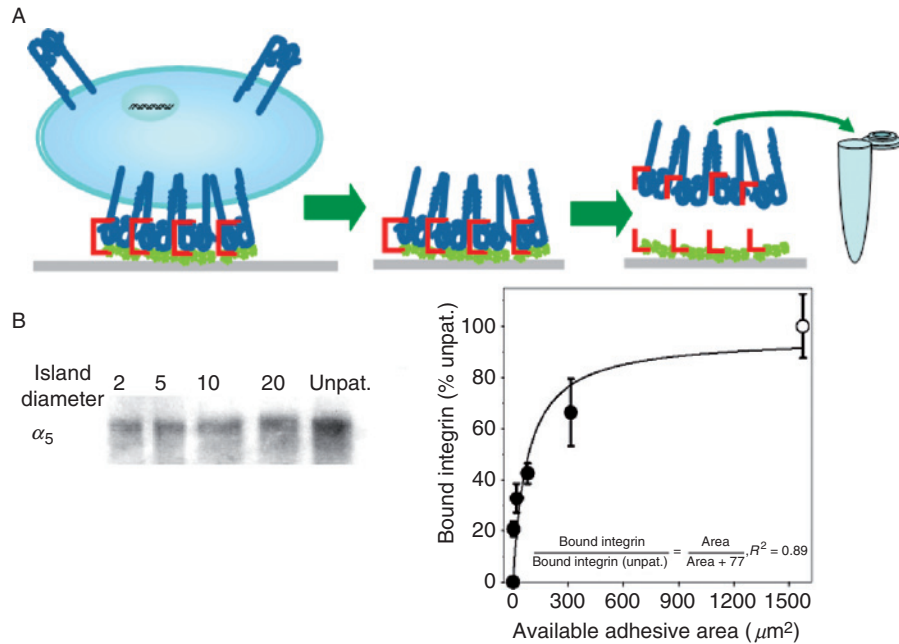 A
B
Island diameter
2 5 10 20 Unpat.
α5
Bound integrin (% unpat.)
100
80
60
40
20
0
Bound integrin / Bound integrin (unpat.) = Area / Area + 77, R² = 0.89
0 300 600 900 1200 1500
Available adhesive area (μm²)